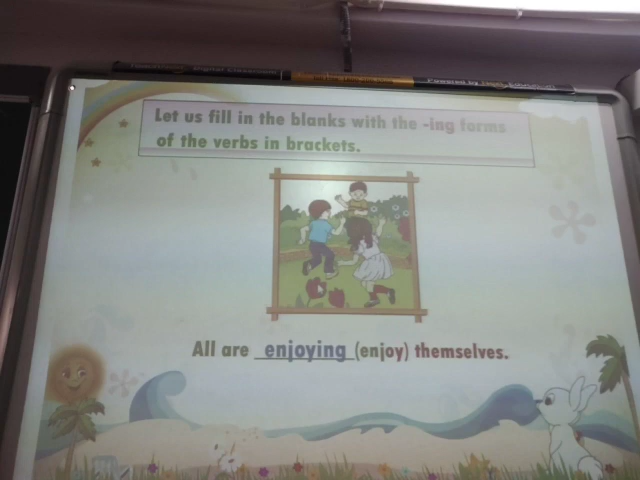 Let us fill in the blanks with the -ing forms
of the verbs in brackets.
All are enjoying (enjoy) themselves.